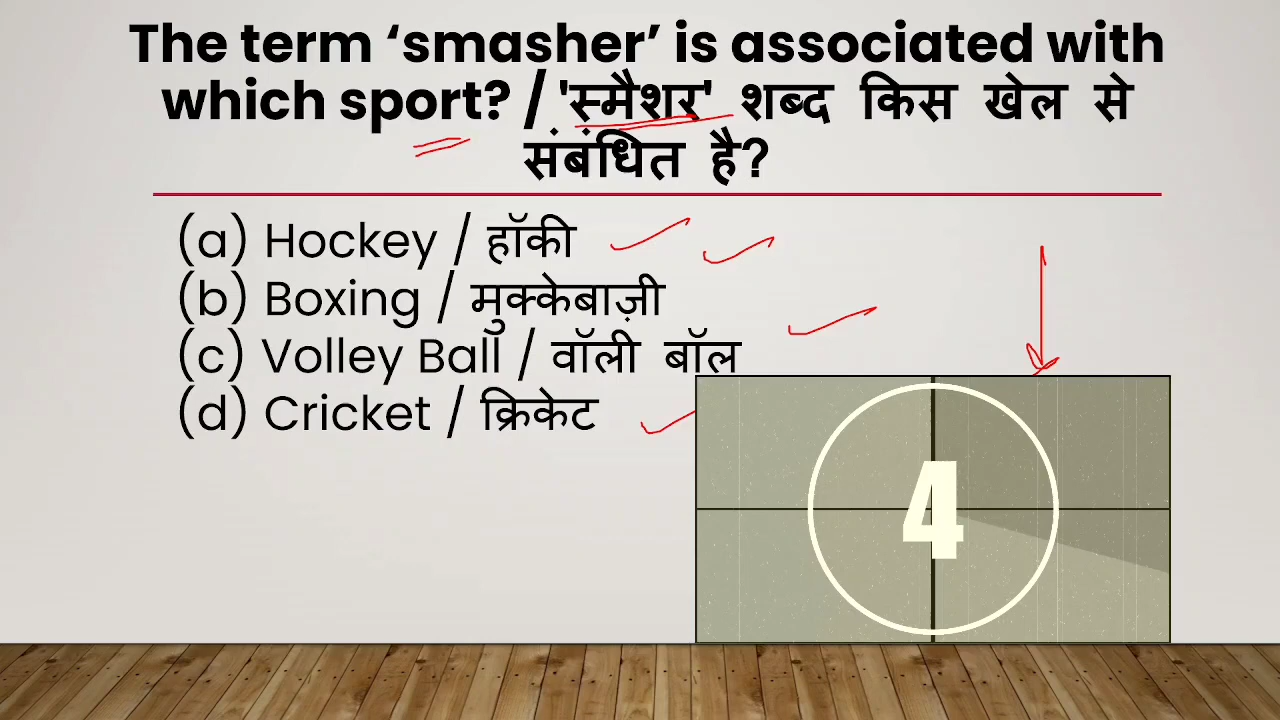 The term ‘smasher’ is associated with
which sport? / 'स्मैशर' शब्द किस खेल से
संबंधित है?
(a) Hockey / हॉकी
(b) Boxing / मुक्केबाज़ी
(c) Volley Ball / वॉली बॉल
(d) Cricket / क्रिकेट
4